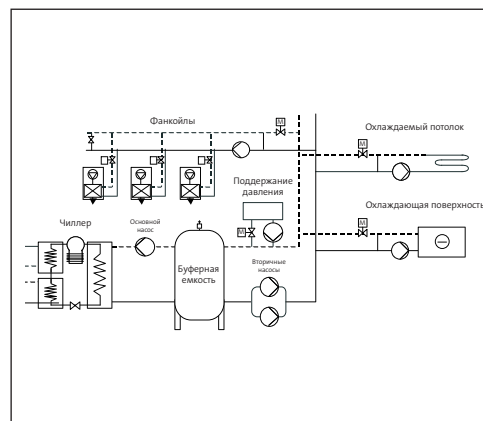 Фанкойлы
M
Охлаждаемый потолок
M
Поддержание
давления
M
Охлаждающая поверхность
M
Чиллер
Основной
насос
Буферная
емкость
Вторичные
насосы